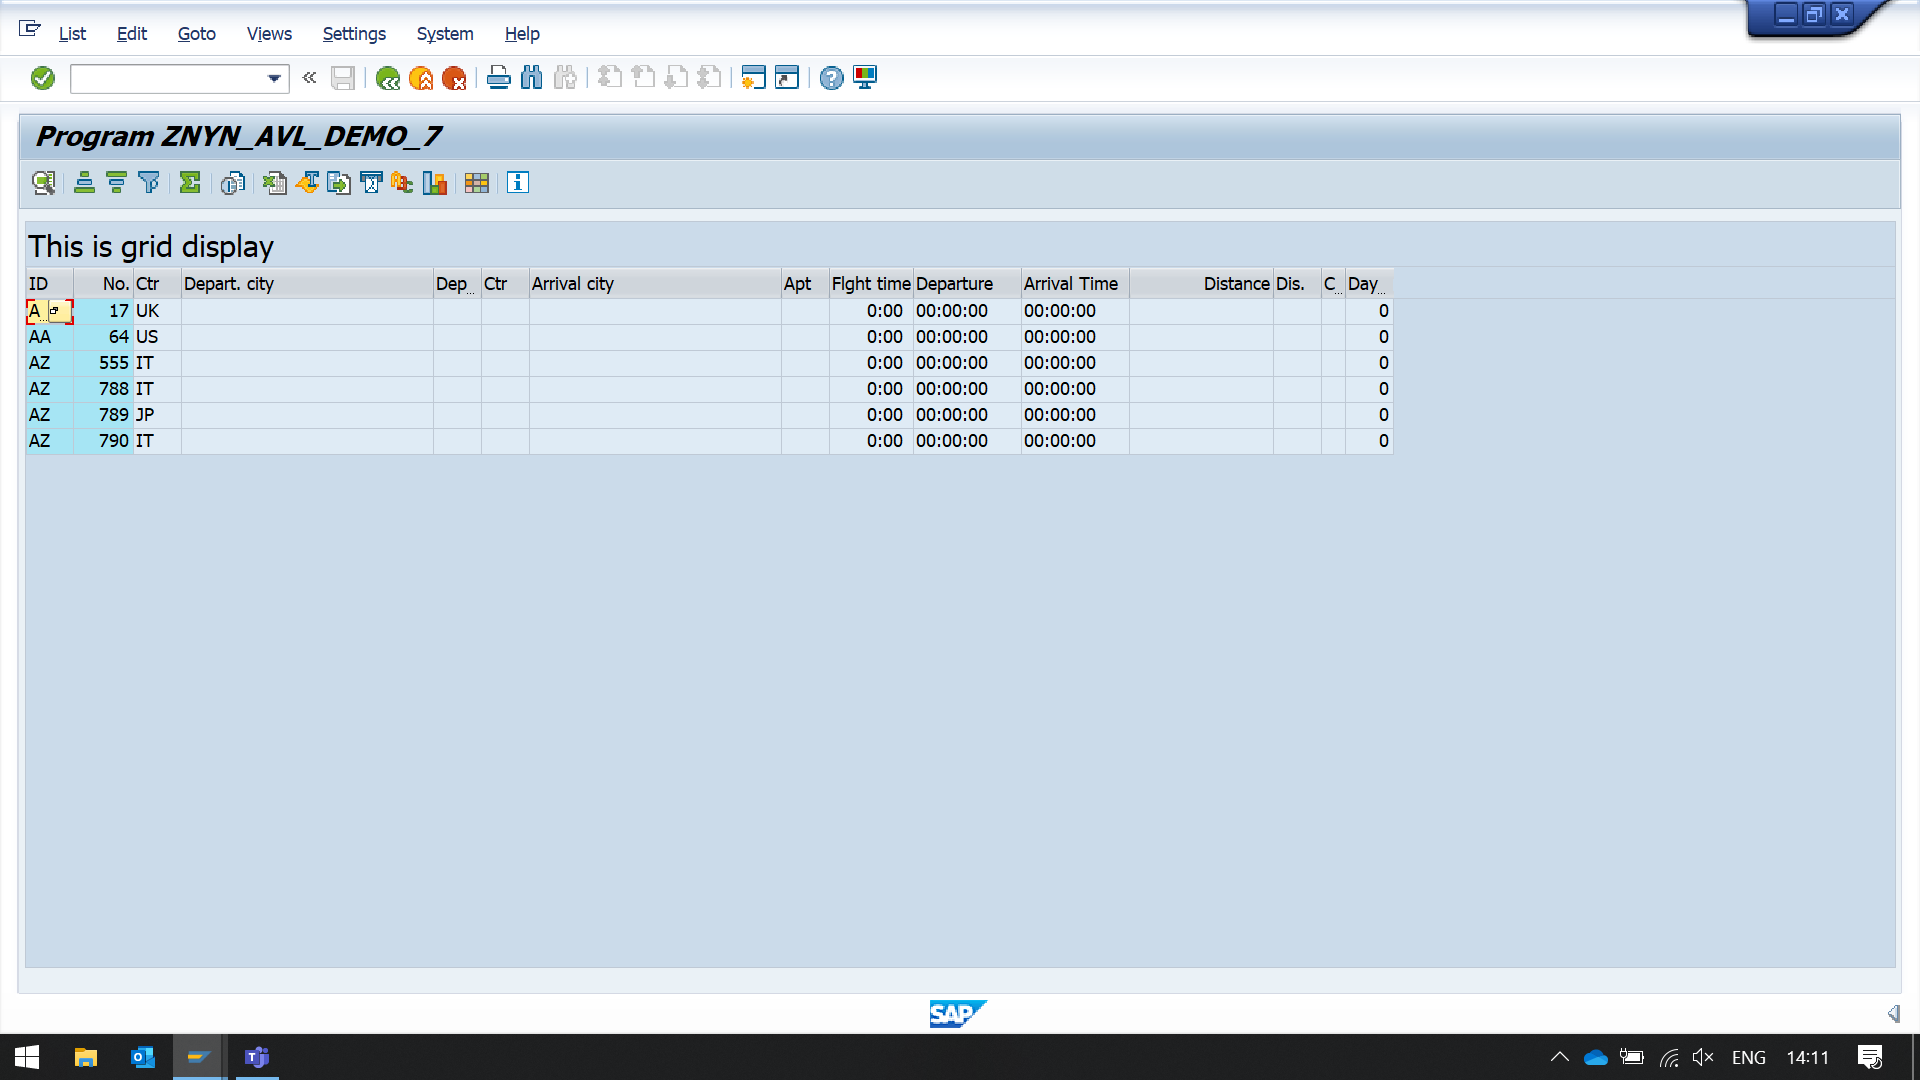 List Edit Goto Views Settings System Help
Program ZNYN_AVL_DEMO_7
This is grid display
ID No. Ctr Depart. city Dep... Ctr Arrival city Apt Flght time Departure Arrival Time Distance Dis. C... Day...
A... 17 UK 0:00 00:00:00 00:00:00 0
AA 64 US 0:00 00:00:00 00:00:00 0
AZ 555 IT 0:00 00:00:00 00:00:00 0
AZ 788 IT 0:00 00:00:00 00:00:00 0
AZ 789 JP 0:00 00:00:00 00:00:00 0
AZ 790 IT 0:00 00:00:00 00:00:00 0
SAP
ENG 14:11